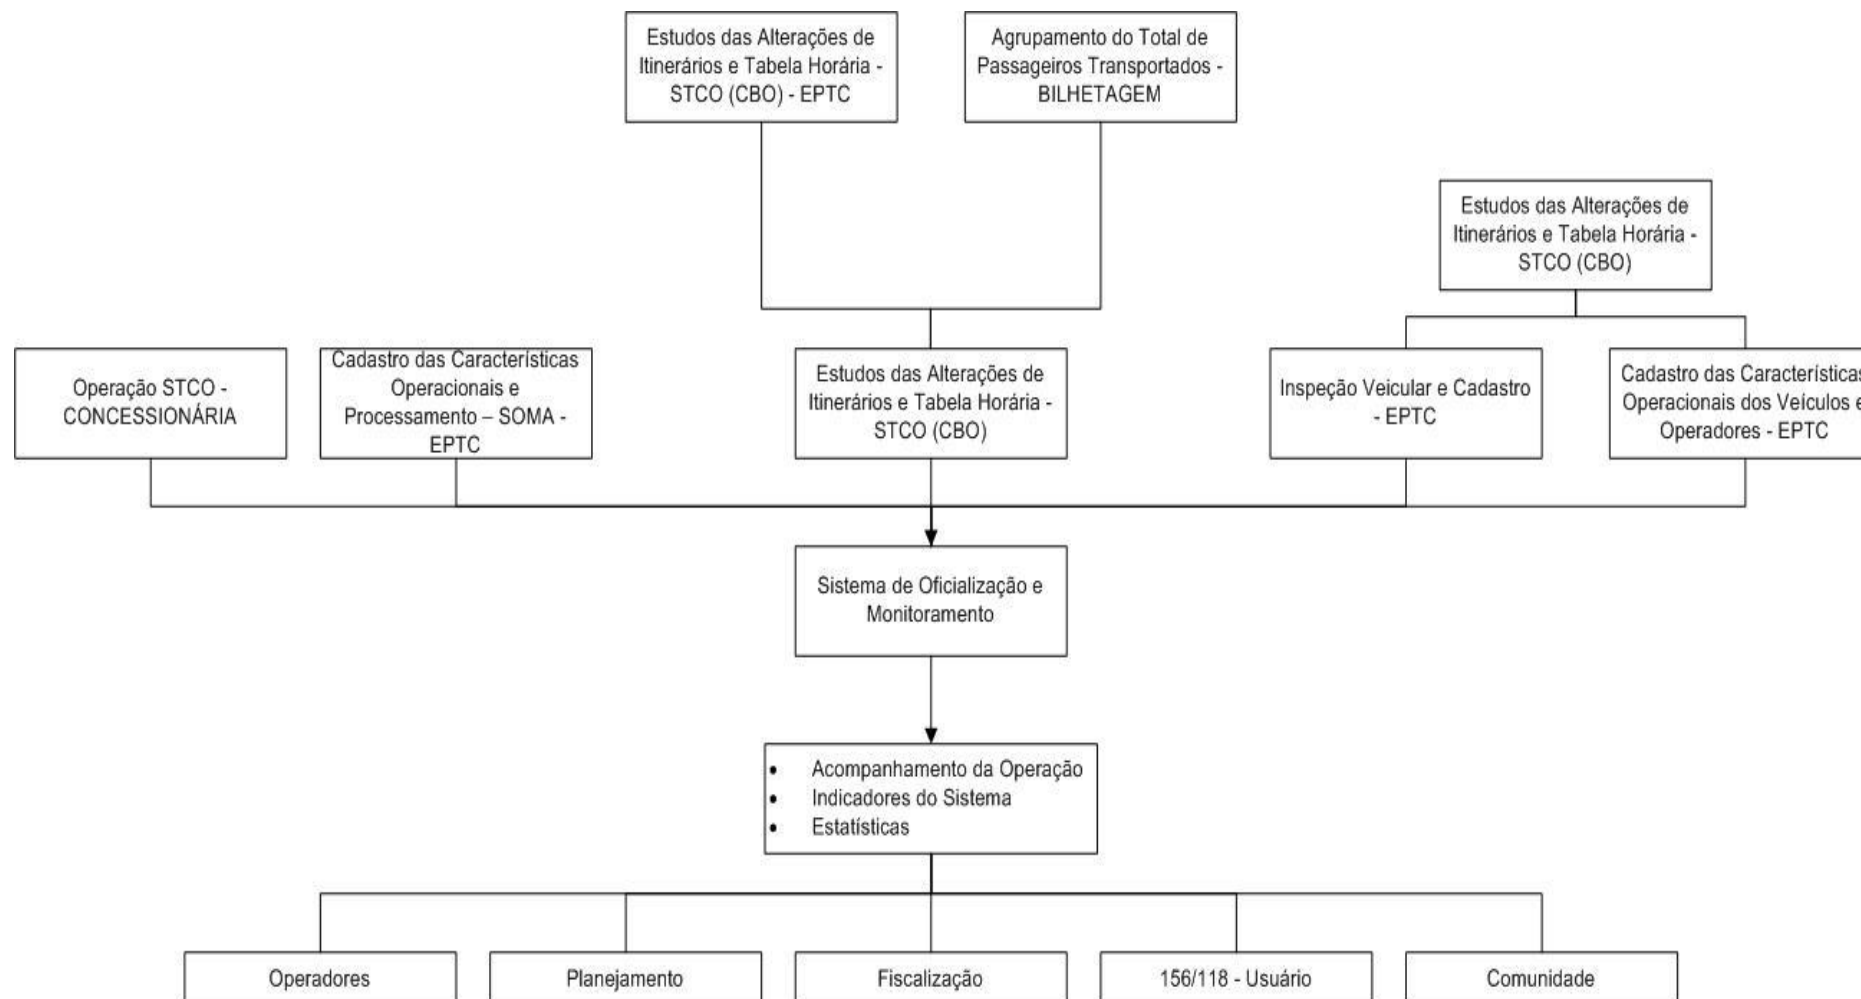 Estudos das Alterações de
Itinerários e Tabela Horária -
STCO (CBO) - EPTC
Agrupamento do Total de
Passageiros Transportados -
BILHETAGEM
Estudos das Alterações de
Itinerários e Tabela Horária -
STCO (CBO)
Operação STCO -
CONCESSIONÁRIA
Cadastro das Características
Operacionais e
Processamento – SOMA -
EPTC
Estudos das Alterações de
Itinerários e Tabela Horária -
STCO (CBO)
Inspeção Veicular e Cadastro
- EPTC
Cadastro das Características
Operacionais dos Veículos e
Operadores - EPTC
Sistema de Oficialização e
Monitoramento
• Acompanhamento da Operação
• Indicadores do Sistema
• Estatísticas
Operadores
Planejamento
Fiscalização
156/118 - Usuário
Comunidade